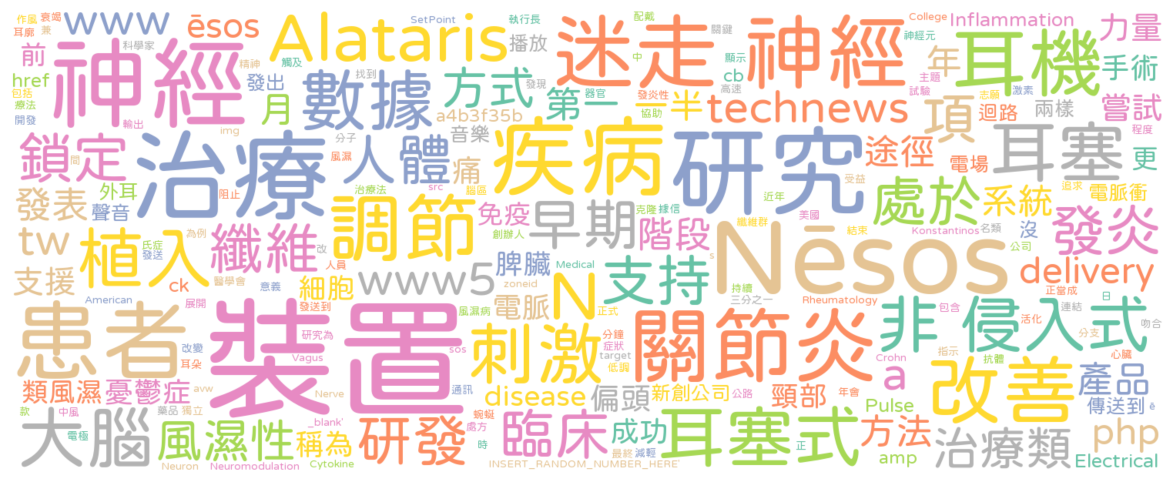 作風 衰竭 兼 www ēsos Alataris SetPoint 執行長 迷走 神經 College Inflammation 力量
耳廓 科學家 播放 配戴 關鍵 神經元
前 神經 精神 觸及 找到 中 顯示 年 耳機 手術
href 包括 發出 數據 方式 第一 發現 器官 發炎性 cb 高速 主題 激素
療法 開發 輸出 月 a4b3f35b 協助 一半 technews 試驗 志願 迴路 兩樣 嘗試
img 分子 音樂 項
鎖定 間 治療 人體 痛 疾病 研究 途徑 電場 耳塞 更 程度
風濕 阻止 追求
發表 外耳 聲音 治療法 src 腦區 近年 受益 處於 系統 電脈衝
調節 免疫 早期 克隆 據信 階段 纖維群 美國 發炎
tw 植入 纖維 創辦人 名類 沒
氏症 為例 改 結束 Konstantinos 公司
支援 發送 人員 www5 脾臟 Medical 支持 持續 s Nēsos 正當成 日 delivery
ck 醫學會 意義 細胞 zoneid N 三分之一 包含 連結
American 展開 發送到 電脈 風濕病 正式 Rheumatology 活化 吻合
患者 裝置 刺激 分鐘 關節炎 非 侵入式 分支
改變 研究為 症狀 抗體 心臟
耳朵 Vagus sos target 低調 Crohn 指示
類風濕 憂鬱症 avw Nerve 通訊 disease 偏頭 新創公司 公路 頸部 年會 a 改善 產品
款 中風 藥品 獨立 _blank' 蜿蜒 處方 Pulse 傳送到 è
大腦 電極 風濕性 稱為 研發 時 臨床 成功 耳塞式 正 方法 治療類 php
Neuron Neuromodulation Cytokine 最終 減輕 amp Electrical
INSERT_RANDOM_NUMBER_HERE'